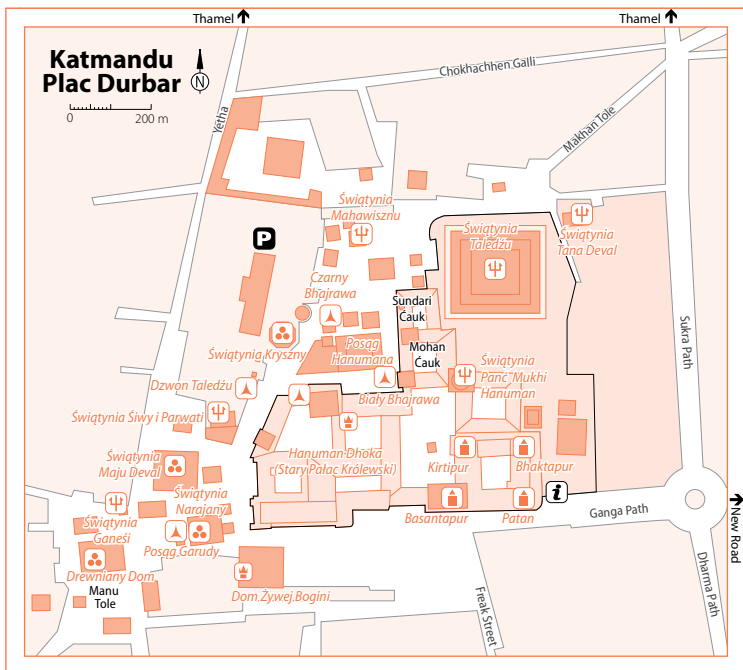 Thamel
Thamel
Katmandu
Plac Durbar
N
0 200 m
Chokhachhen Galli
Yetha
Makhan Tole
Świątynia
Mahawisznu
Świątynia
Taledżu
Świątynia
Tana Deval
P
Czarny
Bhajrawa
Sundari
Ćauk
Sukra Path
Świątynia Kryszny
Posąg
Hanumana
Mohan
Ćauk
Świątynia
Panć-Mukhi
Hanuman
Dzwon Taledżu
Biały Bhajrawa
Świątynia Śiwy i Parwati
Świątynia
Maju Deval
Hanuman Dhoka
(Stary Pałac Królewski)
Kirtipur
Bhaktapur
Świątynia
Narajany
i
Świątynia
Ganeśi
Basantapur
Patan
Ganga Path
New Road
Posąg Garudy
Drewniany Dom
Manu
Tole
Dom Żywej Bogini
Freak Street
Dharma Path